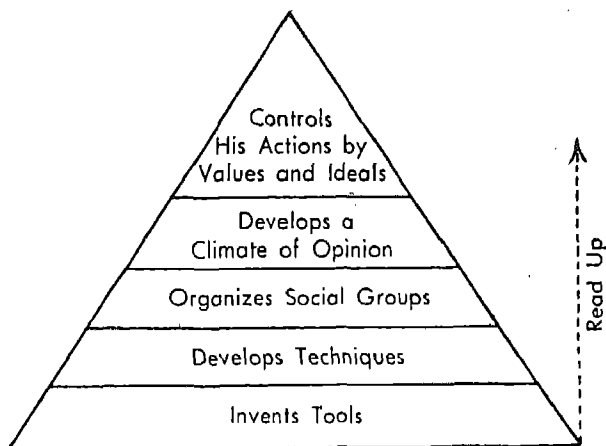 Controls
His Actions by
Values and Ideals
Develops a
Climate of Opinion
Organizes Social Groups
Develops Techniques
Invents Tools
Read Up